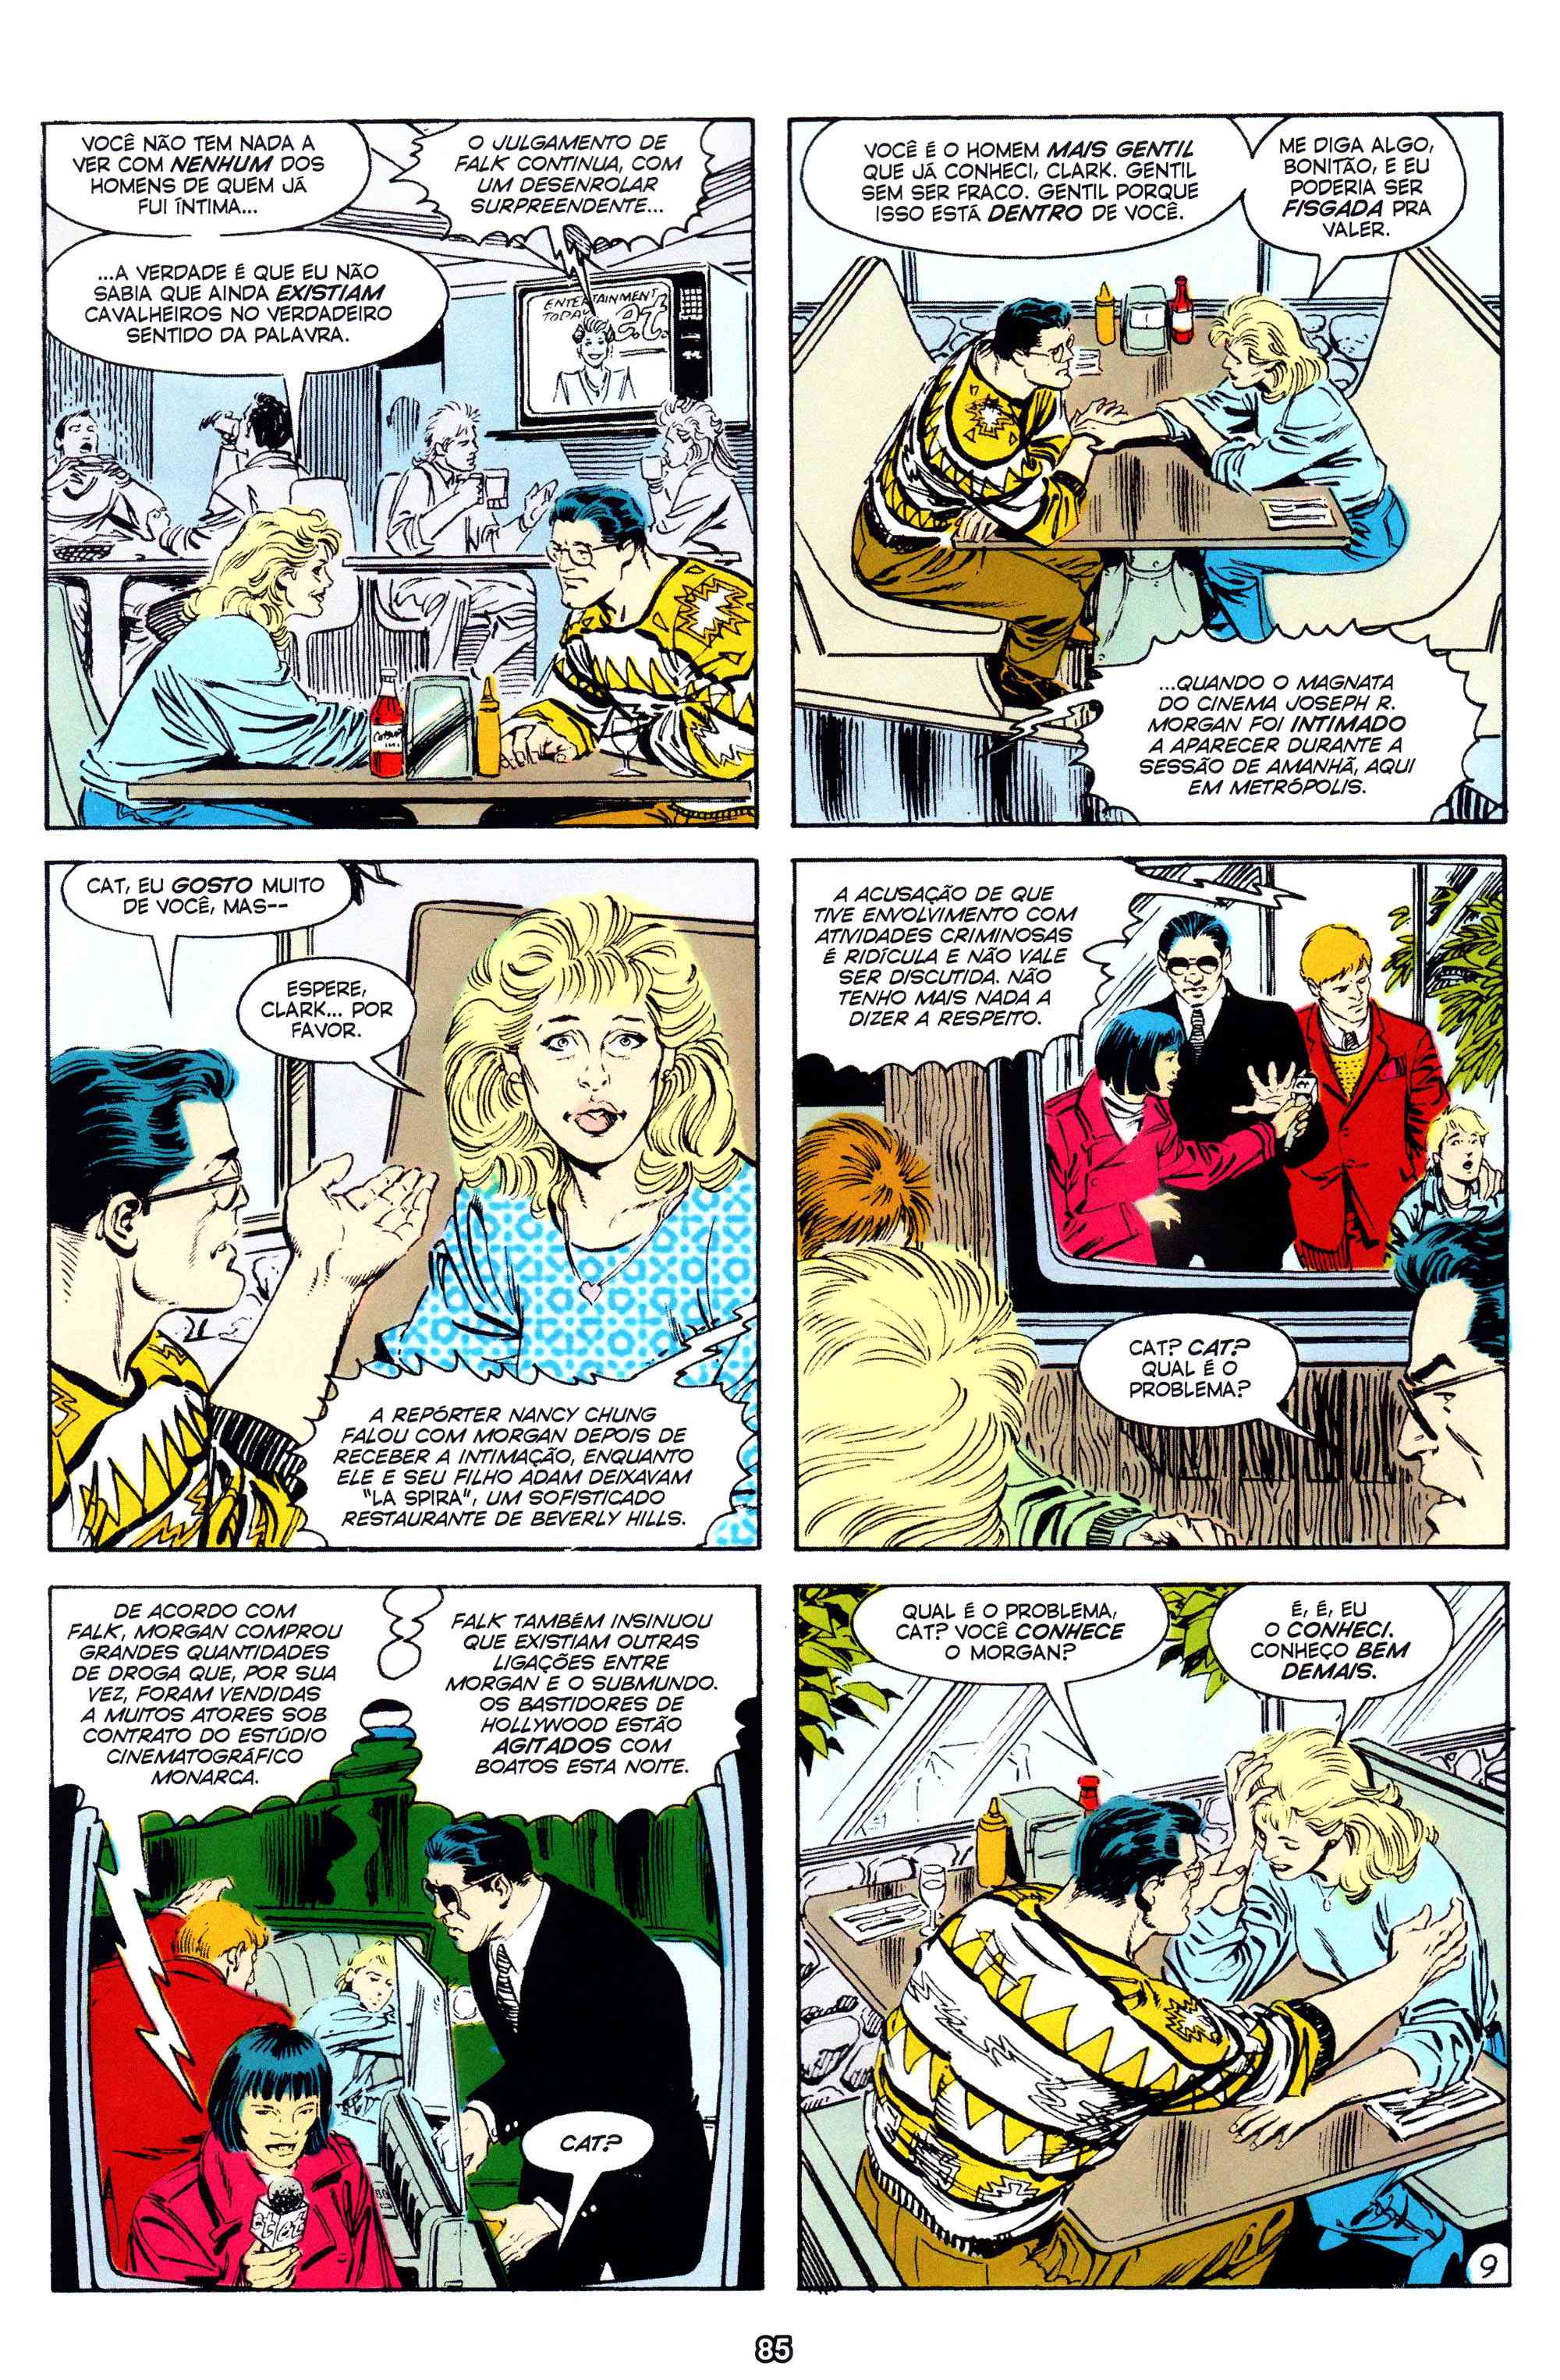 VOCÊ NÃO TEM NADA A
VER COM NENHUM DOS
HOMENS DE QUEM JÁ
FUI ÍNTIMA...
O JULGAMENTO DE
FALK CONTINUA, COM
UM DESENROLAR
SURPREENDENTE...
...A VERDADE É QUE EU NÃO
SABIA QUE AINDA EXISTIAM
CAVALHEIROS NO VERDADEIRO
SENTIDO DA PALAVRA.
ENTERTAINMENT
TODAY
e.t.
VOCÊ É O HOMEM MAIS GENTIL
QUE JÁ CONHECI, CLARK. GENTIL
SEM SER FRACO. GENTIL PORQUE
ISSO ESTÁ DENTRO DE VOCÊ.
ME DIGA ALGO,
BONITÃO, E EU
PODERIA SER
FISGADA PRA
VALER.
...QUANDO O MAGNATA
DO CINEMA JOSEPH R.
MORGAN FOI INTIMADO
A APARECER DURANTE A
SESSÃO DE AMANHÃ, AQUI
EM METRÓPOLIS.
CAT, EU GOSTO MUITO
DE VOCÊ, MAS--
ESPERE,
CLARK... POR
FAVOR.
A REPÓRTER NANCY CHUNG
FALOU COM MORGAN DEPOIS DE
RECEBER A INTIMAÇÃO, ENQUANTO
ELE E SEU FILHO ADAM DEIXAVAM
"LA SPIRA", UM SOFISTICADO
RESTAURANTE DE BEVERLY HILLS.
A ACUSAÇÃO DE QUE
TIVE ENVOLVIMENTO COM
ATIVIDADES CRIMINOSAS
É RIDÍCULA E NÃO VALE
SER DISCUTIDA. NÃO
TENHO MAIS NADA A
DIZER A RESPEITO.
CAT? CAT?
QUAL É O
PROBLEMA?
DE ACORDO COM
FALK, MORGAN COMPROU
GRANDES QUANTIDADES
DE DROGA QUE, POR SUA
VEZ, FORAM VENDIDAS
A MUITOS ATORES SOB
CONTRATO DO ESTÚDIO
CINEMATOGRÁFICO
MONARCA.
FALK TAMBÉM INSINUOU
QUE EXISTIAM OUTRAS
LIGAÇÕES ENTRE
MORGAN E O SUBMUNDO.
OS BASTIDORES DE
HOLLYWOOD ESTÃO
AGITADOS COM
BOATOS ESTA NOITE.
CAT?
et et
QUAL É O PROBLEMA,
CAT? VOCÊ CONHECE
O MORGAN?
É, É, EU
O CONHECI.
CONHEÇO BEM
DEMAIS.
9
85